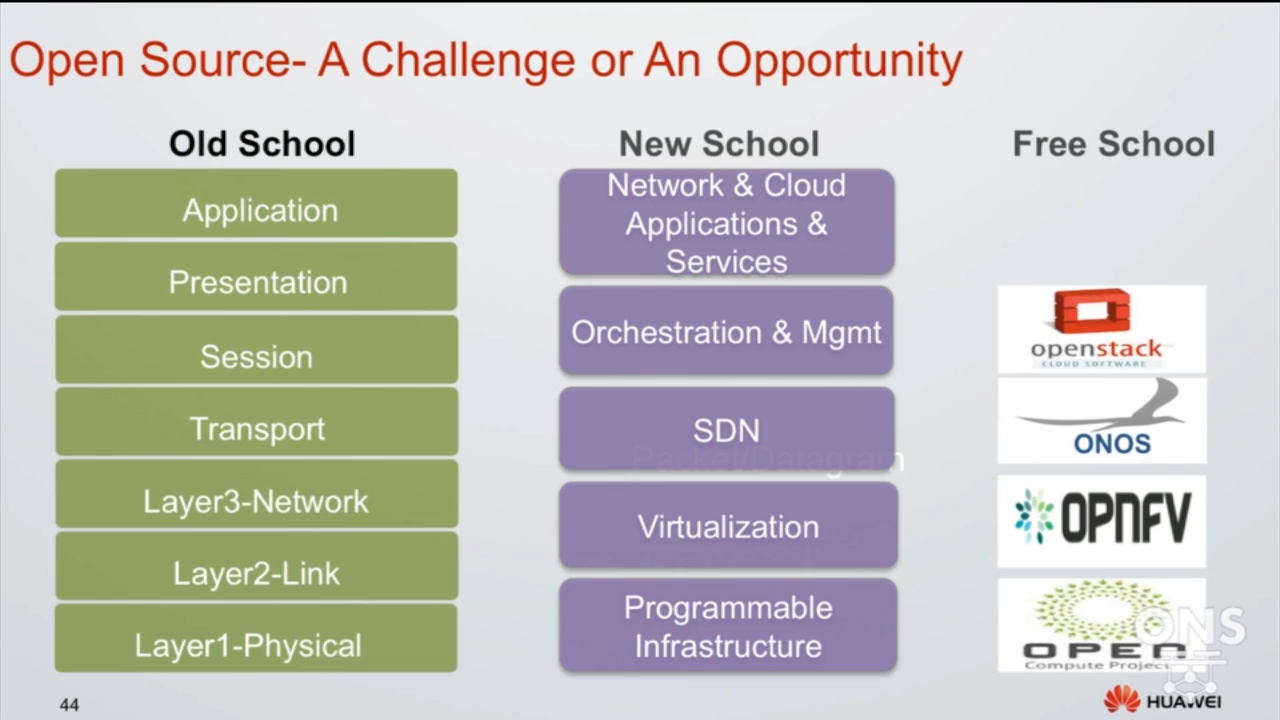 Open Source- A Challenge or An Opportunity
Old School
New School
Free School
Application
Presentation
Session
Transport
Layer3-Network
Layer2-Link
Layer1-Physical
Network & Cloud
Applications &
Services
Orchestration & Mgmt
SDN
Packet/Datagram
Virtualization
Programmable
Infrastructure
openstack
CLOUD SOFTWARE
ONOS
OPNFV
OPEN
Compute Project
ONS
44
HUAWEI